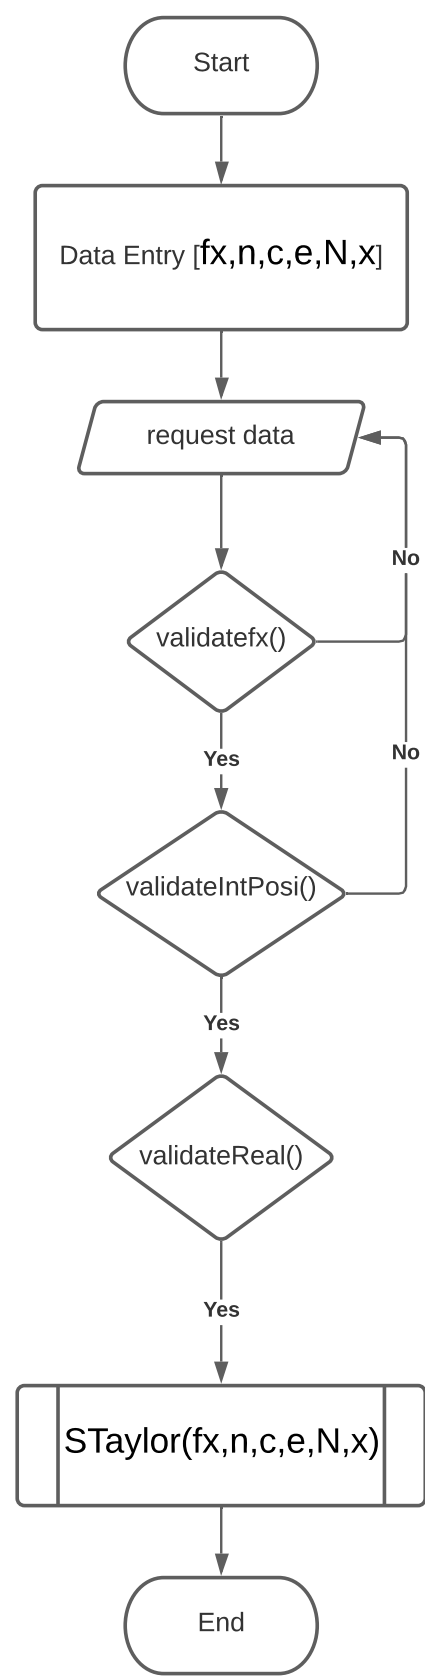 Start
Data Entry [fx,n,c,e,N,x]
request data
No
validatefx()
No
Yes
validateIntPosi()
Yes
validateReal()
Yes
STaylor(fx,n,c,e,N,x)
End